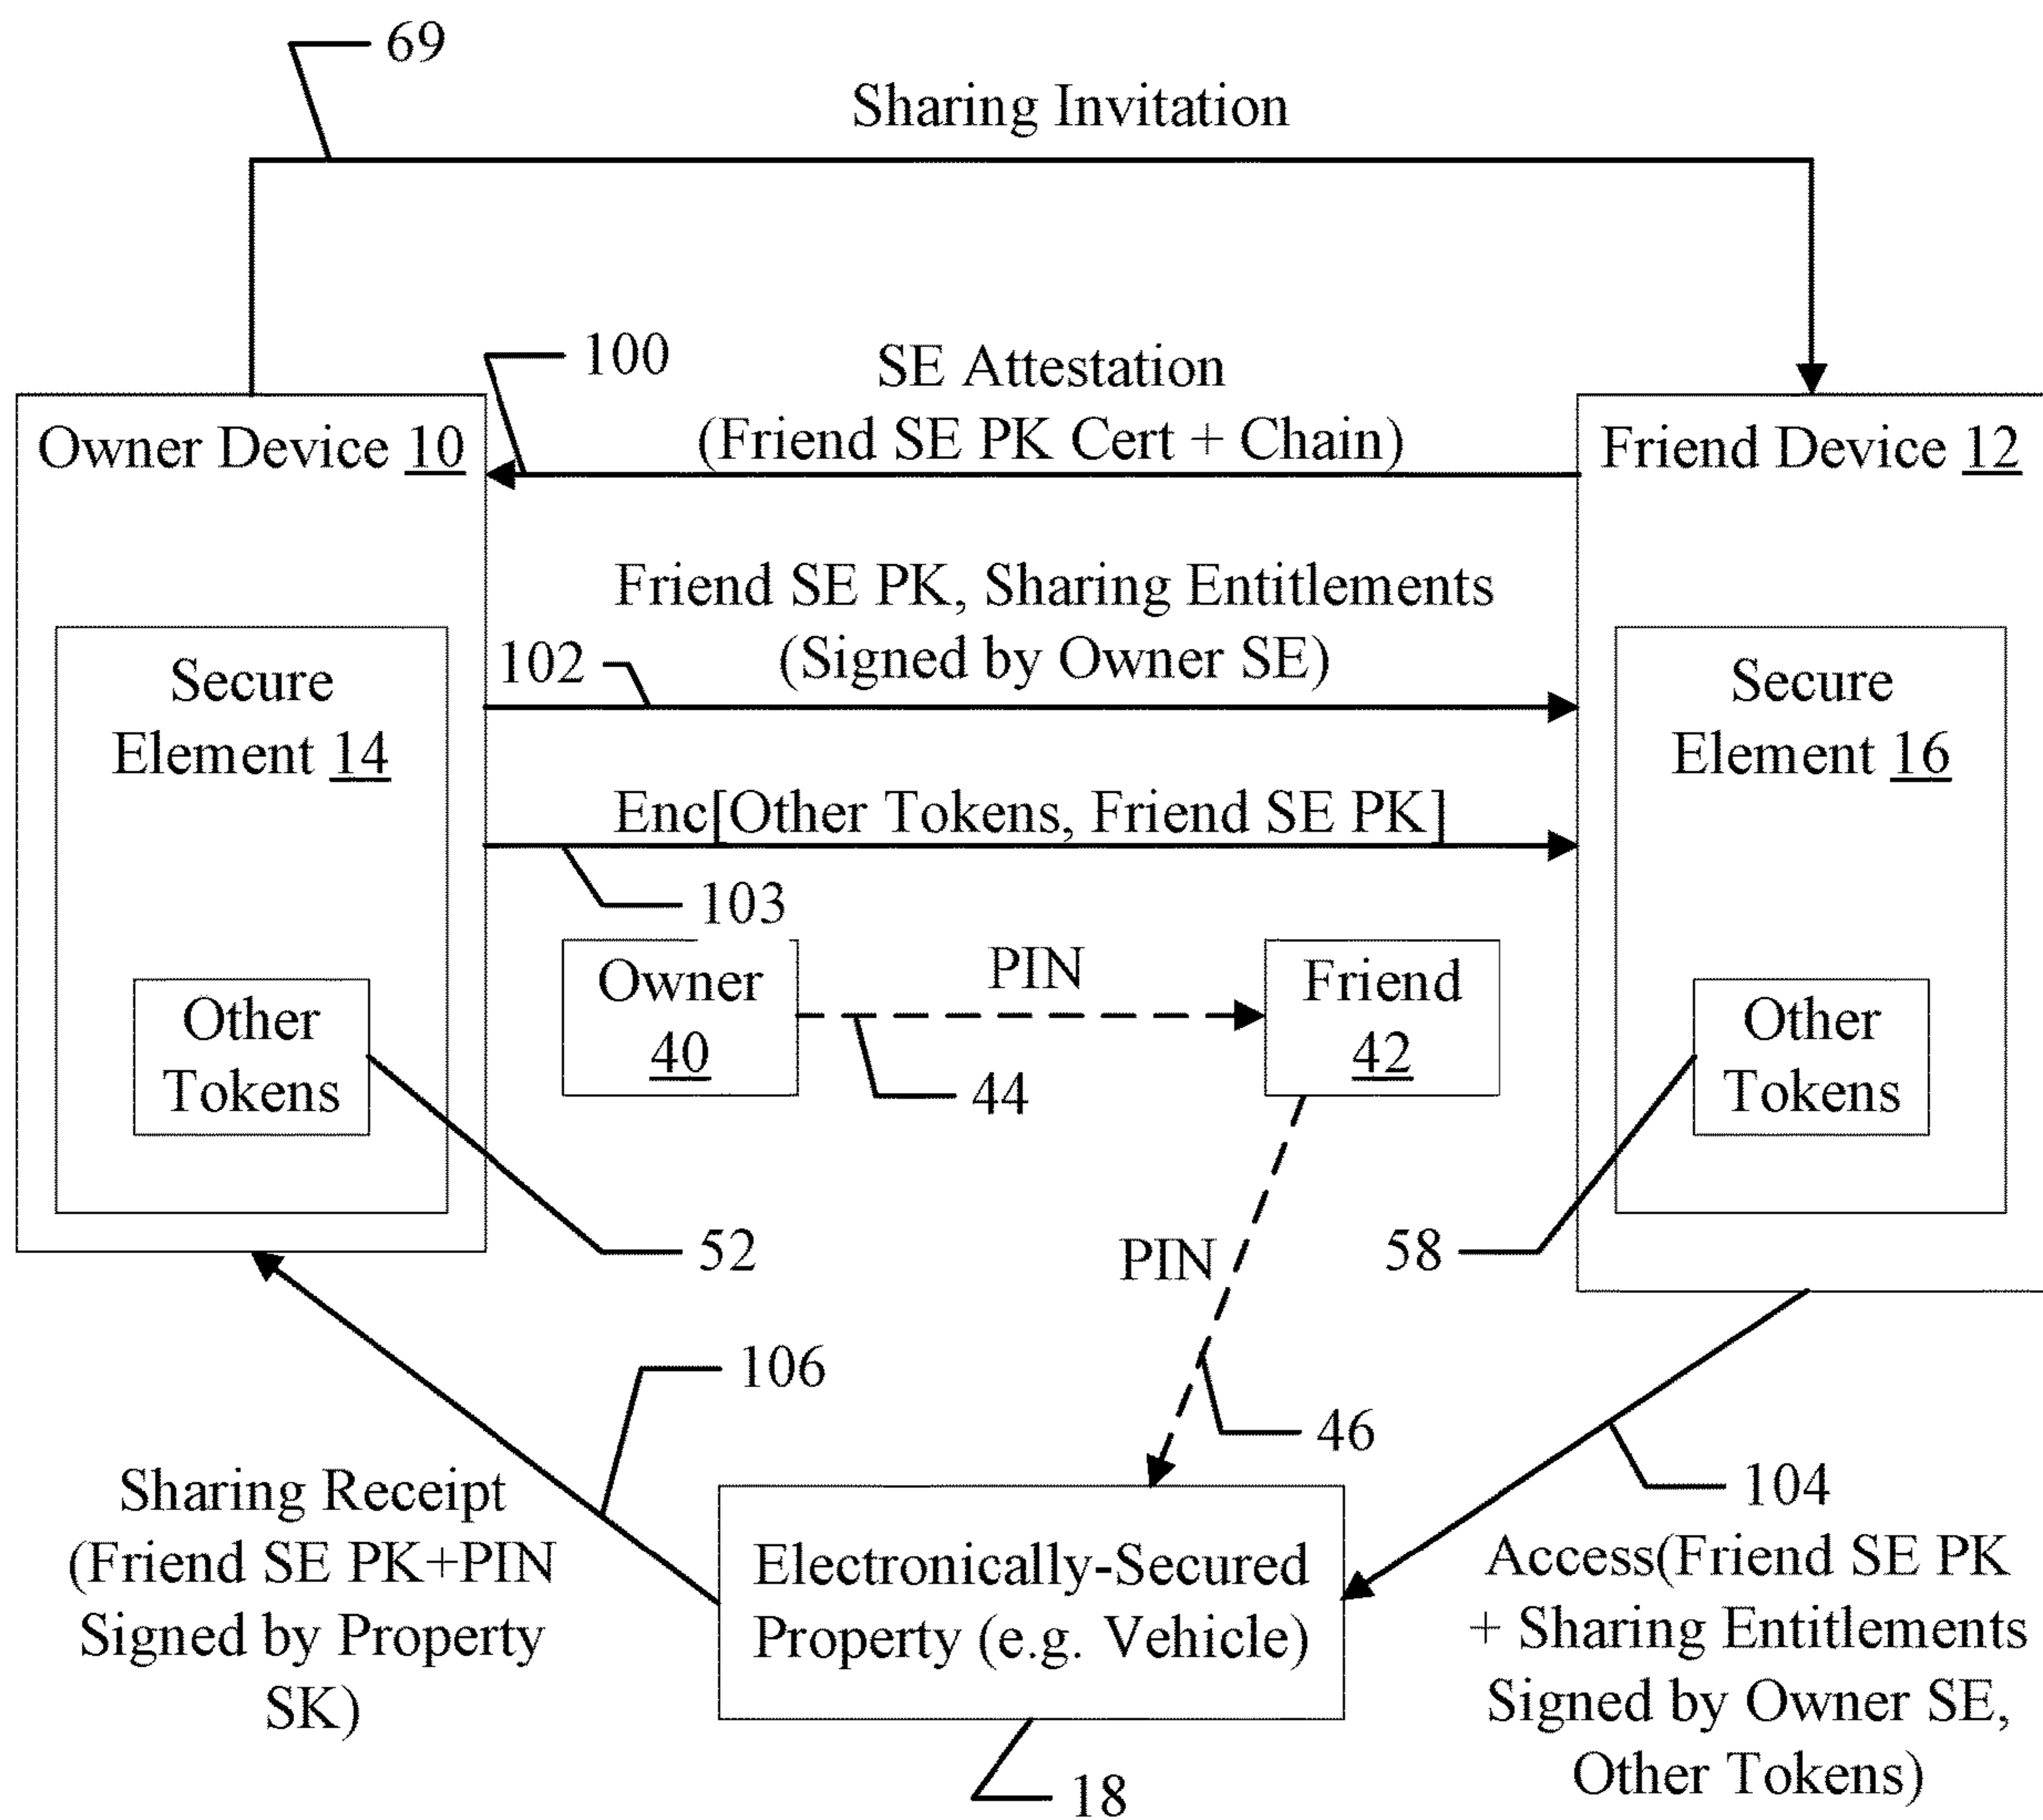 69
Sharing Invitation
100
SE Attestation
(Friend SE PK Cert + Chain)
Owner Device 10
Friend Device 12
Friend SE PK, Sharing Entitlements
(Signed by Owner SE)
102
Secure
Element 14
Secure
Element 16
Enc[Other Tokens, Friend SE PK]
103
Owner
40
PIN
44
Friend
42
Other
Tokens
Other
Tokens
52
58
PIN
106
46
104
Sharing Receipt
(Friend SE PK+PIN
Signed by Property
SK)
Electronically-Secured
Property (e.g. Vehicle)
18
Access(Friend SE PK
+ Sharing Entitlements
Signed by Owner SE,
Other Tokens)